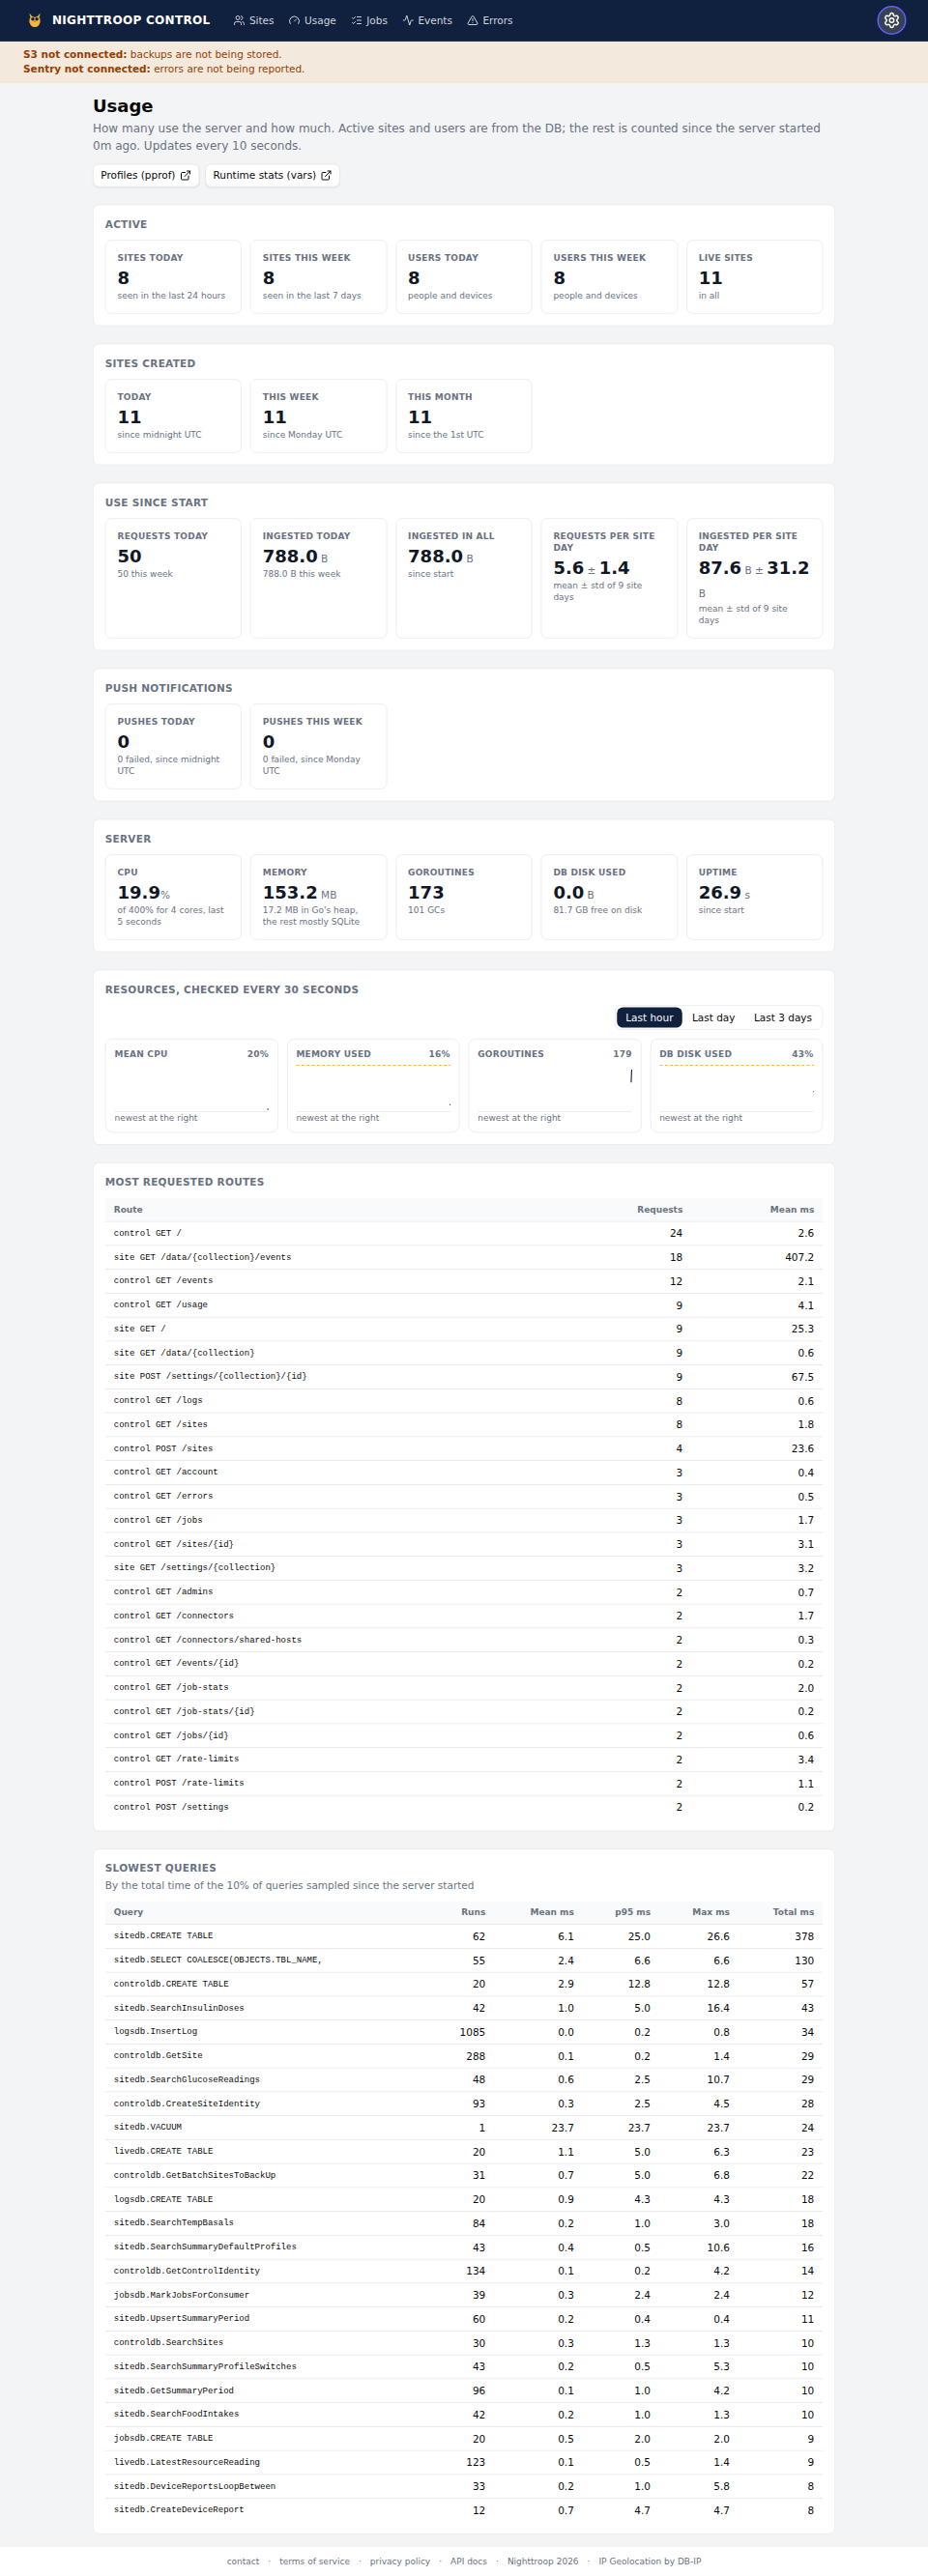 NIGHTTROOP CONTROL Sites Usage Jobs Events Errors
S3 not connected: backups are not being stored.
Sentry not connected: errors are not being reported.
Usage
How many use the server and how much. Active sites and users are from the DB; the rest is counted since the server started
0m ago. Updates every 10 seconds.
Profiles (pprof) Runtime stats (vars)
ACTIVE
SITES TODAY SITES THIS WEEK USERS TODAY USERS THIS WEEK LIVE SITES
8 8 8 8 11
seen in the last 24 hours seen in the last 7 days people and devices people and devices in all
SITES CREATED
TODAY THIS WEEK THIS MONTH
11 11 11
since midnight UTC since Monday UTC since the 1st UTC
USE SINCE START
REQUESTS TODAY INGESTED TODAY INGESTED IN ALL REQUESTS PER SITE DAY INGESTED PER SITE DAY
50 788.0 B 788.0 B 5.6 ± 1.4 87.6 B ± 31.2 B
50 this week 788.0 B this week since start mean ± std of 9 site days mean ± std of 9 site days
PUSH NOTIFICATIONS
PUSHES TODAY PUSHES THIS WEEK
0 0
0 failed, since midnight UTC 0 failed, since Monday UTC
SERVER
CPU MEMORY GOROUTINES DB DISK USED UPTIME
19.9% 153.2 MB 173 0.0 B 26.9 s
of 400% for 4 cores, last 5 seconds 17.2 MB in Go's heap, the rest mostly SQLite 101 GCs 81.7 GB free on disk since start
RESOURCES, CHECKED EVERY 30 SECONDS
Last hour Last day Last 3 days
MEAN CPU 20% MEMORY USED 16% GOROUTINES 179 DB DISK USED 43%
newest at the right newest at the right newest at the right newest at the right
MOST REQUESTED ROUTES
Route Requests Mean ms
control GET / 24 2.6
site GET /data/{collection}/events 18 407.2
control GET /events 12 2.1
control GET /usage 9 4.1
site GET / 9 25.3
site GET /data/{collection} 9 0.6
site POST /settings/{collection}/{id} 9 67.5
control GET /logs 8 0.6
control GET /sites 8 1.8
control POST /sites 4 23.6
control GET /account 3 0.4
control GET /errors 3 0.5
control GET /jobs 3 1.7
control GET /sites/{id} 3 3.1
site GET /settings/{collection} 3 3.2
control GET /admins 2 0.7
control GET /connectors 2 1.7
control GET /connectors/shared-hosts 2 0.3
control GET /events/{id} 2 0.2
control GET /job-stats 2 2.0
control GET /job-stats/{id} 2 0.2
control GET /jobs/{id} 2 0.6
control GET /rate-limits 2 3.4
control POST /rate-limits 2 1.1
control POST /settings 2 0.2
SLOWEST QUERIES
By the total time of the 10% of queries sampled since the server started
Query Runs Mean ms p95 ms Max ms Total ms
sitedb.CREATE TABLE 62 6.1 25.0 26.6 378
sitedb.SELECT COALESCE(OBJECTS.TBL_NAME, 55 2.4 6.6 6.6 130
controldb.CREATE TABLE 20 2.9 12.8 12.8 57
sitedb.SearchInsulinDoses 42 1.0 5.0 16.4 43
logsdb.InsertLog 1085 0.0 0.2 0.8 34
controldb.GetSite 288 0.1 0.2 1.4 29
sitedb.SearchGlucoseReadings 48 0.6 2.5 10.7 29
controldb.CreateSiteIdentity 93 0.3 2.5 4.5 28
sitedb.VACUUM 1 23.7 23.7 23.7 24
livedb.CREATE TABLE 20 1.1 5.0 6.3 23
controldb.GetBatchSitesToBackUp 31 0.7 5.0 6.8 22
logsdb.CREATE TABLE 20 0.9 4.3 4.3 18
sitedb.SearchTempBasals 84 0.2 1.0 3.0 18
sitedb.SearchSummaryDefaultProfiles 43 0.4 0.5 10.6 16
controldb.GetControlIdentity 134 0.1 0.2 4.2 14
jobsdb.MarkJobsForConsumer 39 0.3 2.4 2.4 12
sitedb.UpsertSummaryPeriod 60 0.2 0.4 0.4 11
controldb.SearchSites 30 0.3 1.3 1.3 10
sitedb.SearchSummaryProfileSwitches 43 0.2 0.5 5.3 10
sitedb.GetSummaryPeriod 96 0.1 1.0 4.2 10
sitedb.SearchFoodIntakes 42 0.2 1.0 1.3 10
jobsdb.CREATE TABLE 20 0.5 2.0 2.0 9
livedb.LatestResourceReading 123 0.1 0.5 1.4 9
sitedb.DeviceReportsLoopBetween 33 0.2 1.0 5.8 8
sitedb.CreateDeviceReport 12 0.7 4.7 4.7 8
contact · terms of service · privacy policy · API docs · Nighttroop 2026 · IP Geolocation by DB-IP